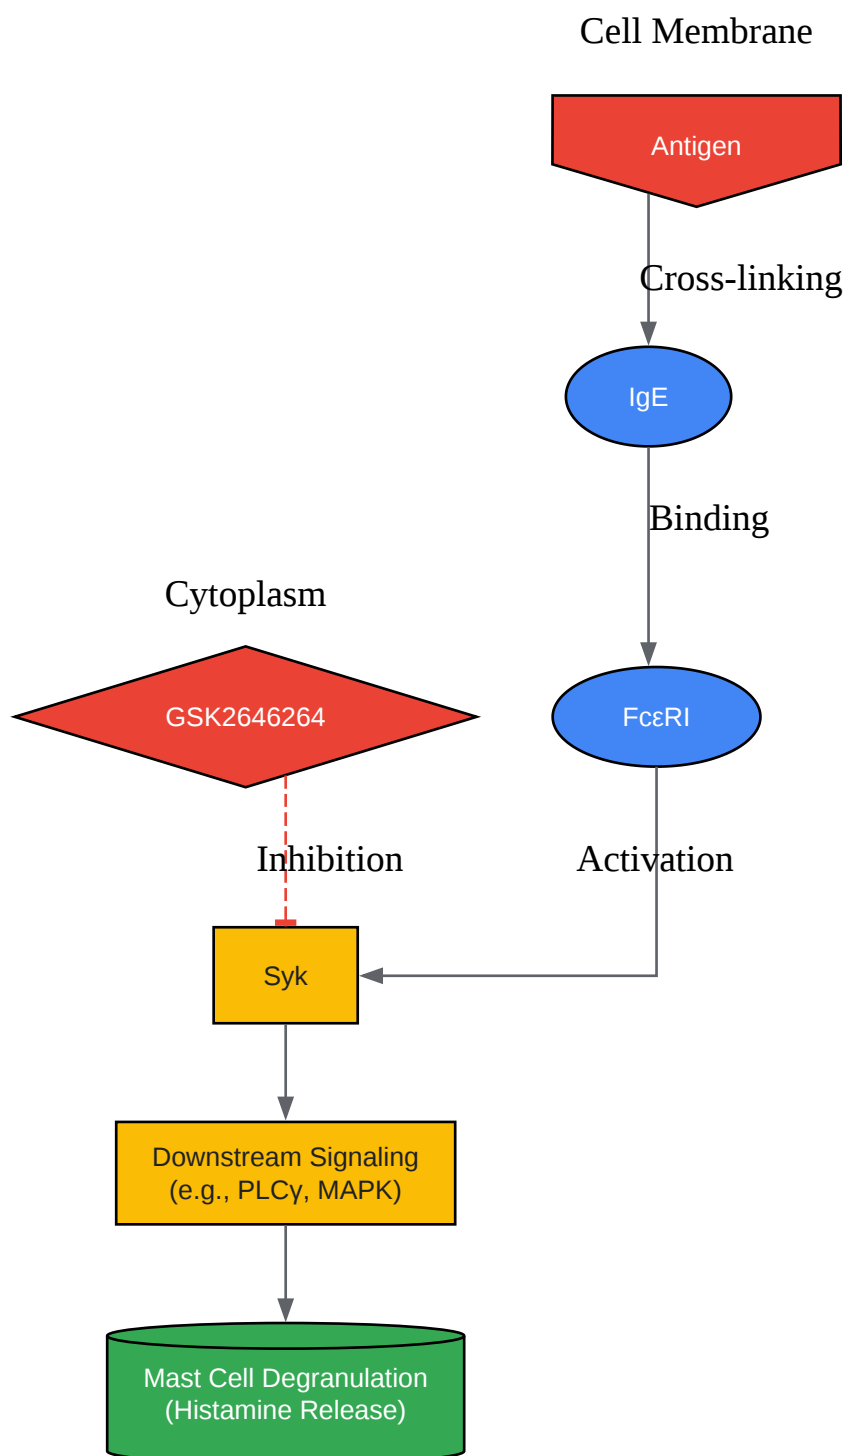 Cell Membrane
Antigen
Cross-linking
IgE
Binding
Cytoplasm
GSK2646264
FcεRI
Inhibition
Activation
Syk
Downstream Signaling
(e.g., PLCγ, MAPK)
Mast Cell Degranulation
(Histamine Release)